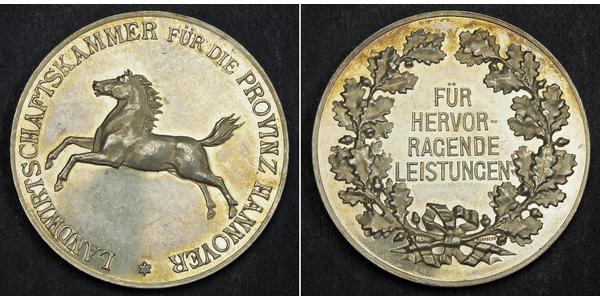 LANDWIRTSCHAFTSKAMMER FÜR DIE PROVINZ HANNOVER
FÜR
HERVOR-
RAGENDE
LEISTUNGEN